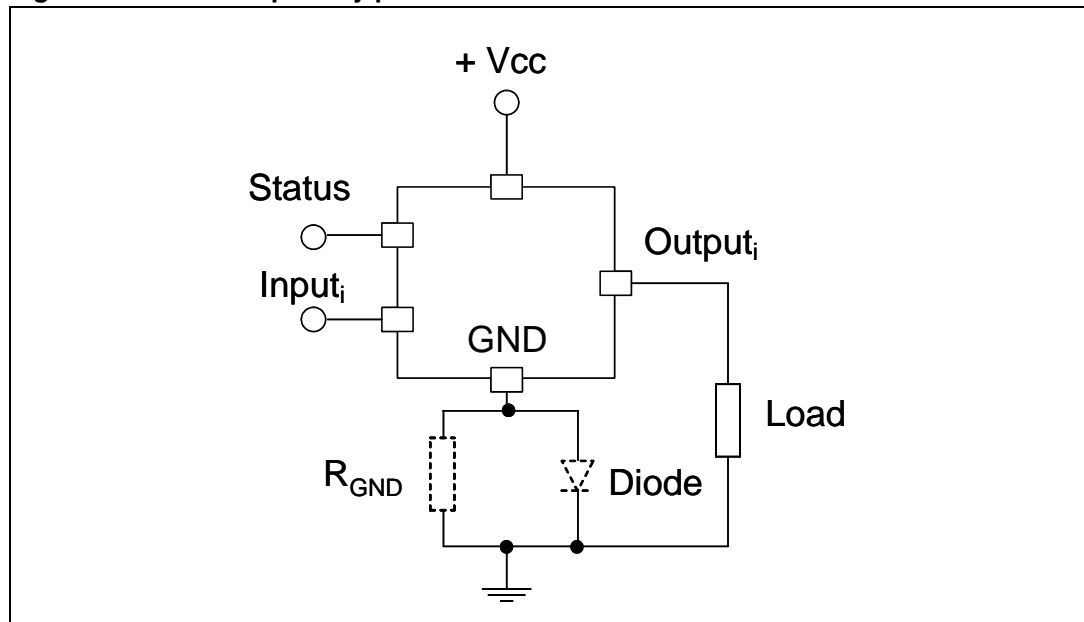 + Vcc
Status
Outputᵢ
Inputᵢ
GND
Load
R_GND
Diode